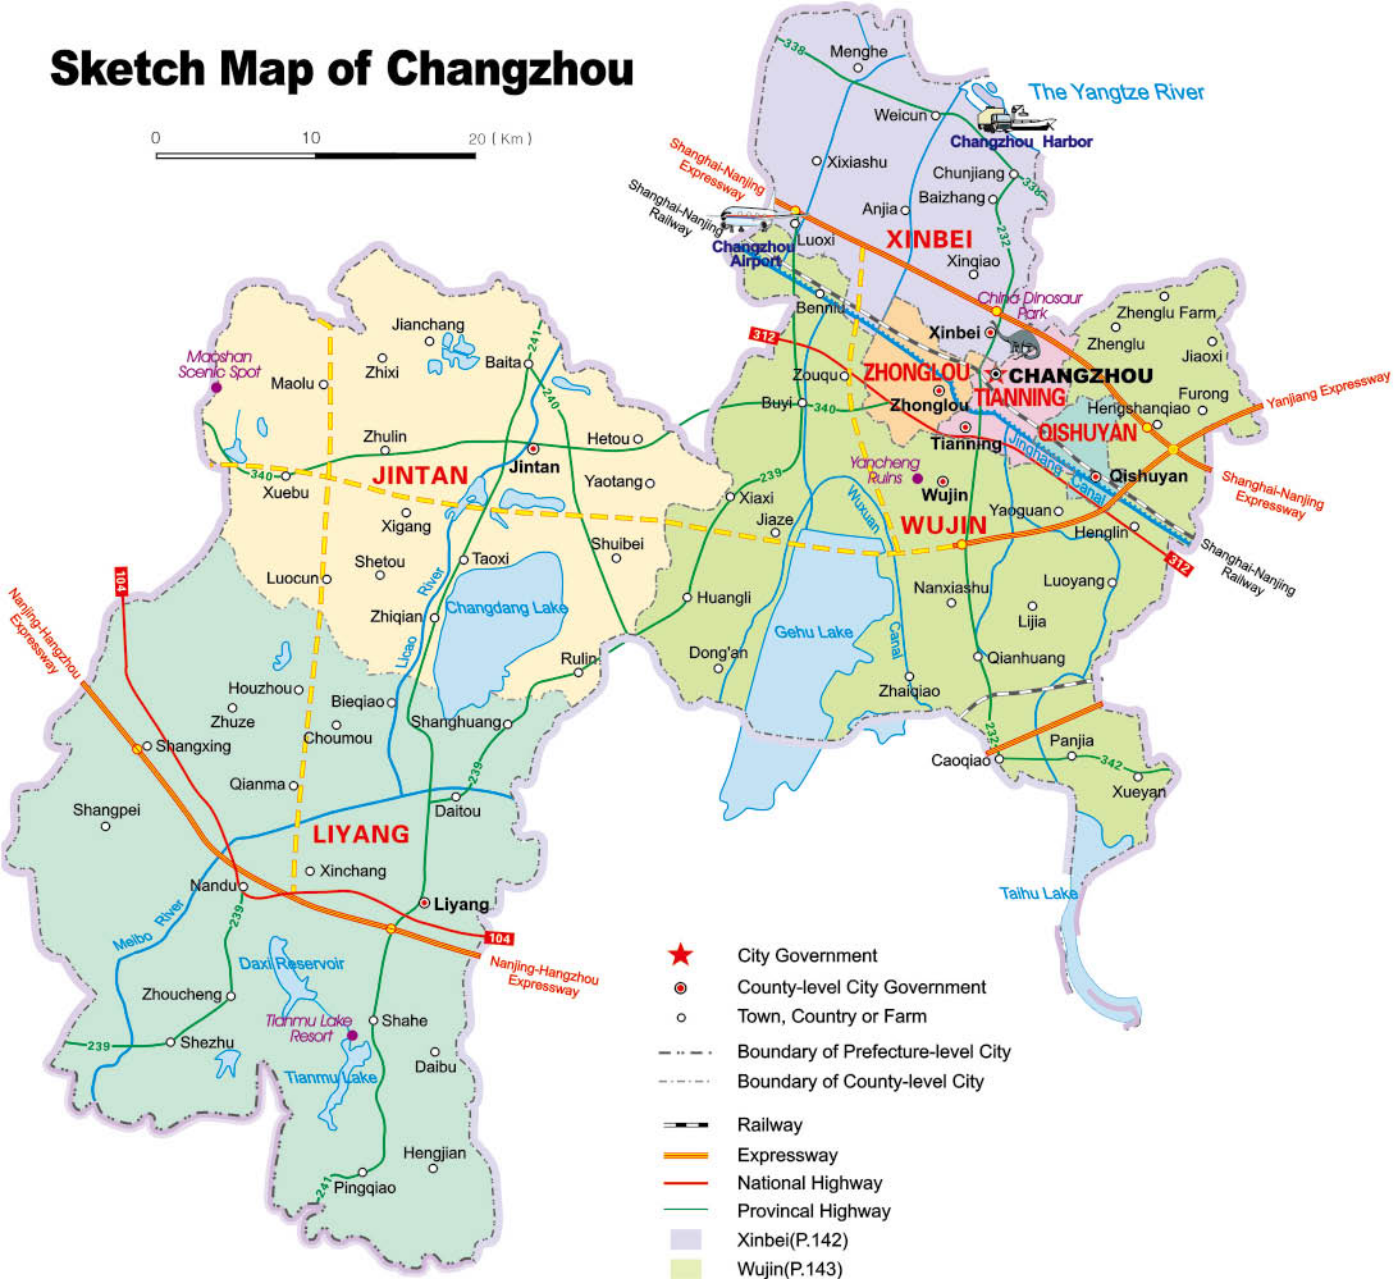 Sketch Map of Changzhou
0
10
20 ( Km )
338
Menghe
The Yangtze River
Weicun
Changzhou Harbor
Shanghai-Nanjing
Expressway
Xixiashu
Chunjiang
338
Shanghai-Nanjing
Railway
Anjia
Baizhang
232
Luoxi
XINBEI
Changzhou
Airport
Xinqiao
China Dinosaur
Park
Benniu
Xinbei
Zhenglu Farm
Zhenglu
Jiaoxi
312
Zouqu
ZHONGLOU
CHANGZHOU
TIANNING
Yanjiang Expressway
Furong
Hengshanqiao
Buyi
340
Zhonglou
QISHUYAN
Tianning
Jinghang
Canal
Qishuyan
Shanghai-Nanjing
Expressway
Yancheng
Ruins
Wujin
239
Xiaxi
Wuxuan
Canal
WUJIN
Yaoguan
Jiaze
Henglin
312
Shanghai-Nanjing
Railway
Huangli
Nanxiashu
Luoyang
Lijia
Gehu Lake
Dong'an
Qianhuang
Zhaiqiao
232
Caoqiao
Panjia
342
Xueyan
Taihu Lake
Jianchang
241
Maoshan
Scenic Spot
Zhixi
Baita
Maolu
240
Zhulin
Hetou
Jintan
340
Xuebu
JINTAN
Yaotang
Xigang
Shuibei
Shetou
Taoxi
Luocun
River
Licao
Zhiqian
Changdang Lake
Rulin
104
Nanjing-Hangzhou
Expressway
Houzhou
Bieqiao
Zhuze
Choumou
Shanghuang
Shangxing
Qianma
239
Shangpei
Daitou
LIYANG
Xinchang
Nandu
Liyang
239
Meibo River
104
Nanjing-Hangzhou
Expressway
Daxi Reservoir
Zhoucheng
Tianmu Lake
Resort
Shahe
239
Shezhu
Daibu
Tianmu Lake
Hengjian
241
Pingqiao
City Government
County-level City Government
Town, Country or Farm
Boundary of Prefecture-level City
Boundary of County-level City
Railway
Expressway
National Highway
Provincal Highway
Xinbei(P.142)
Wujin(P.143)